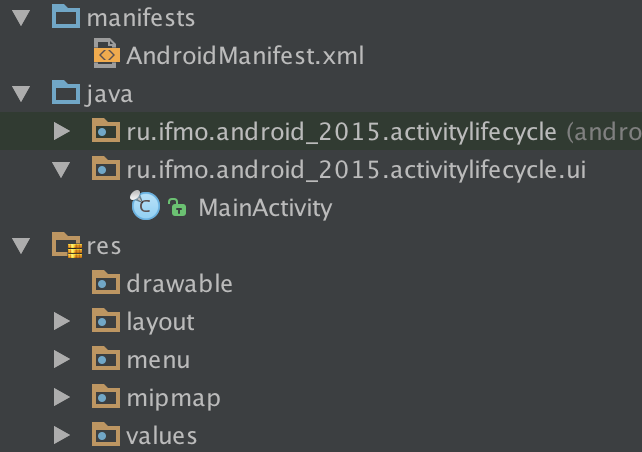 manifests
AndroidManifest.xml
java
ru.ifmo.android_2015.activitylifecycle (andro
ru.ifmo.android_2015.activitylifecycle.ui
MainActivity
res
drawable
layout
menu
mipmap
values